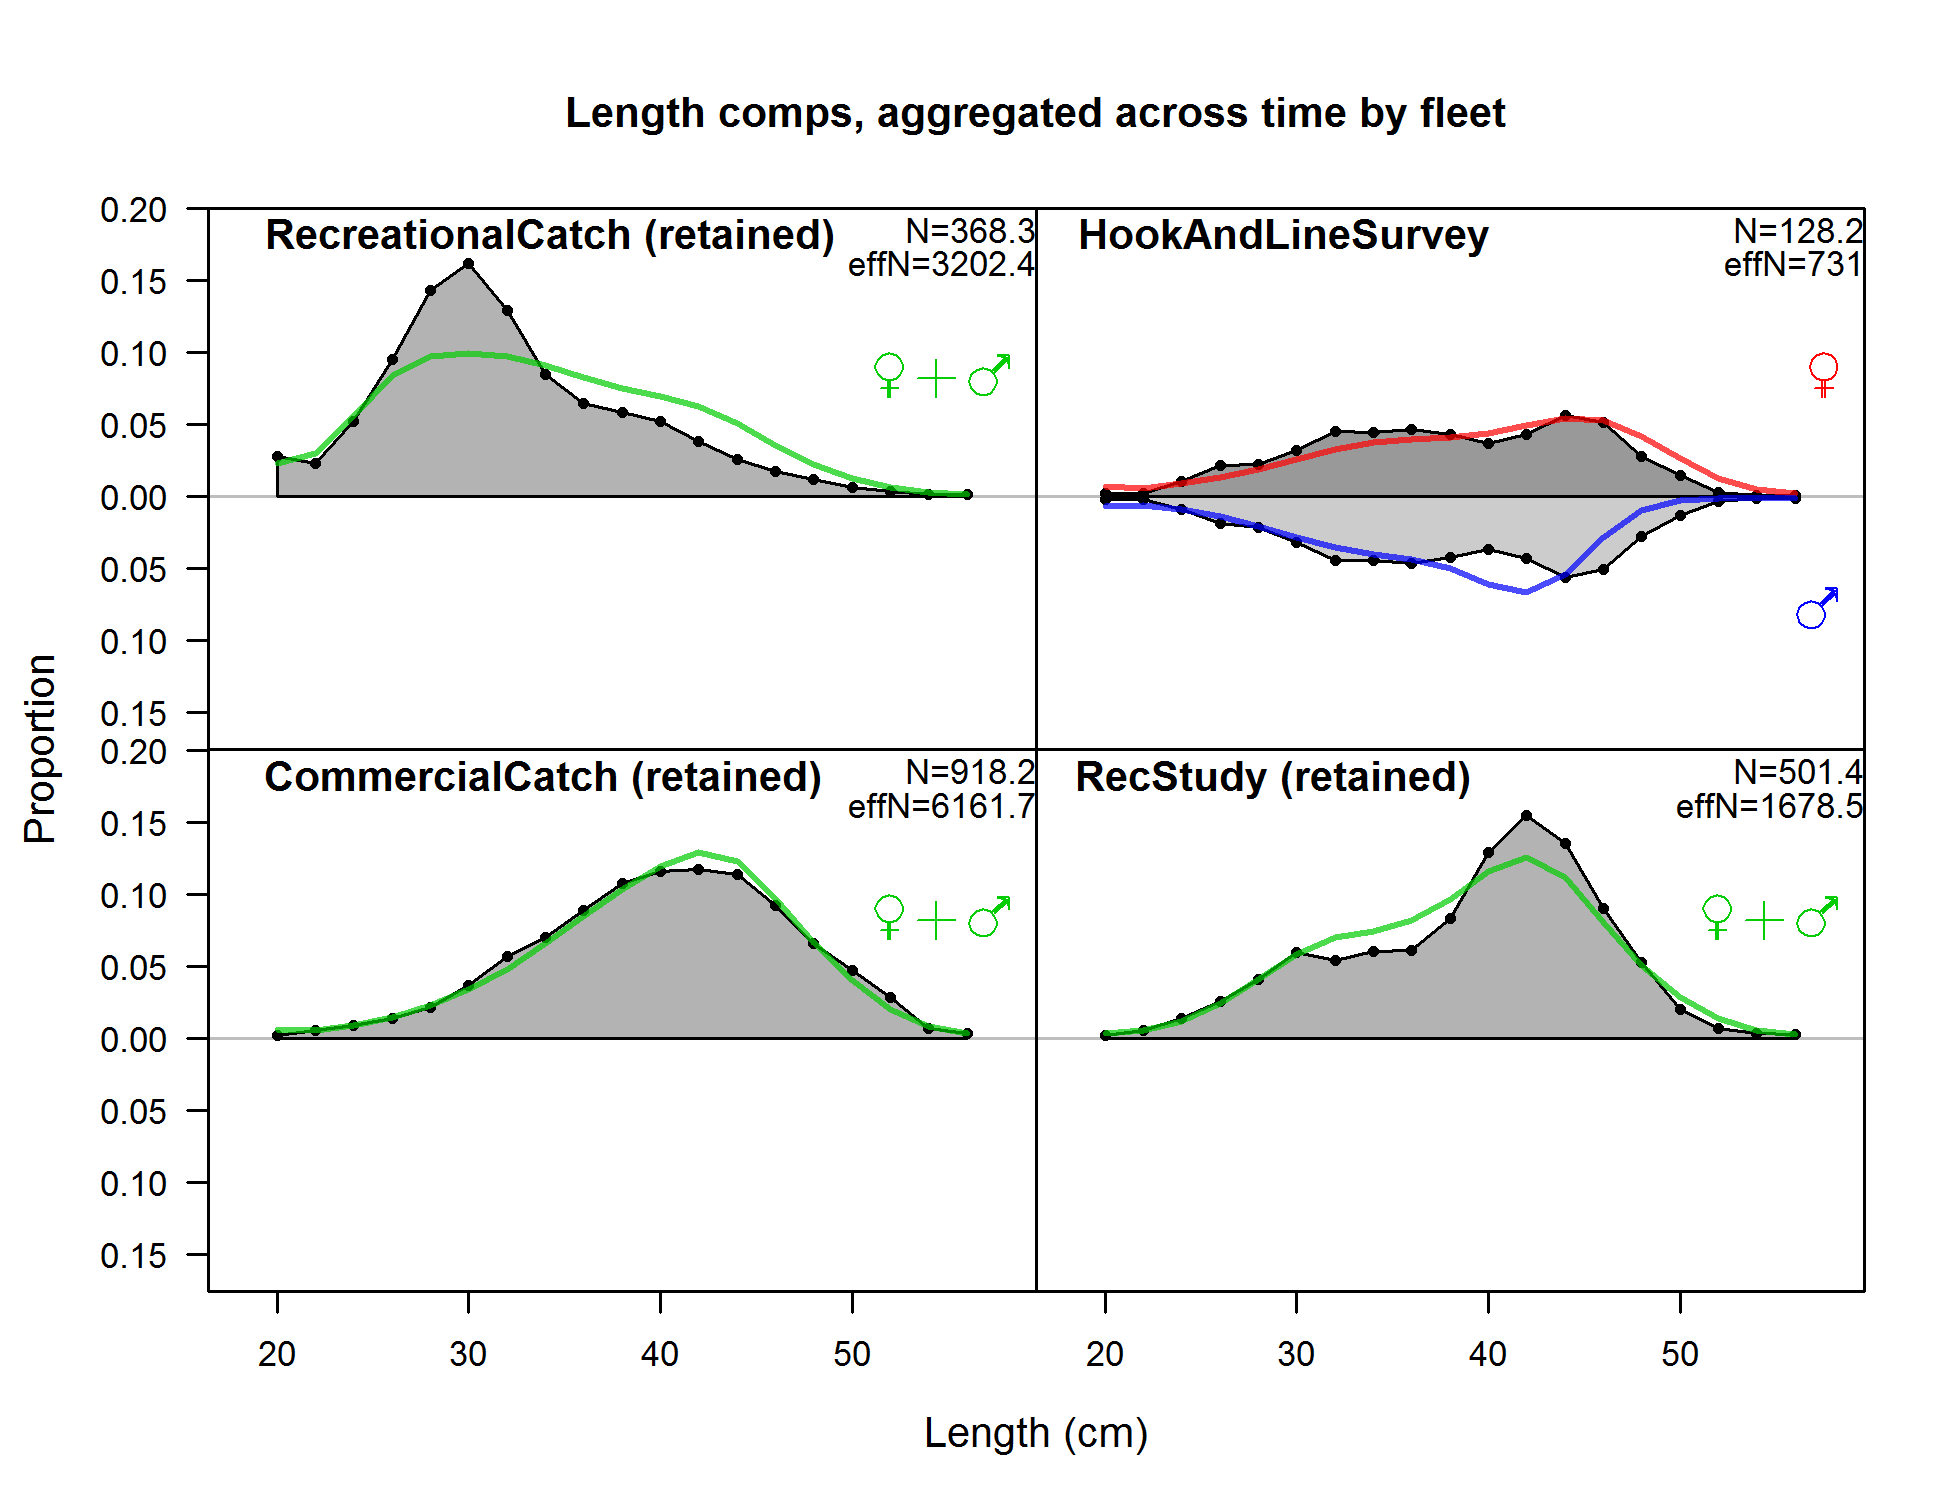 Length comps, aggregated across time by fleet
RecreationalCatch (retained)
N=368.3
effN=3202.4
♀+♂
HookAndLineSurvey
N=128.2
effN=731
♀
♂
0.20
0.15
0.10
0.05
0.00
0.05
0.10
0.15
CommercialCatch (retained)
N=918.2
effN=6161.7
♀+♂
RecStudy (retained)
N=501.4
effN=1678.5
♀+♂
0.20
0.15
0.10
0.05
0.00
0.05
0.10
0.15
Proportion
20 30 40 50
20 30 40 50
Length (cm)